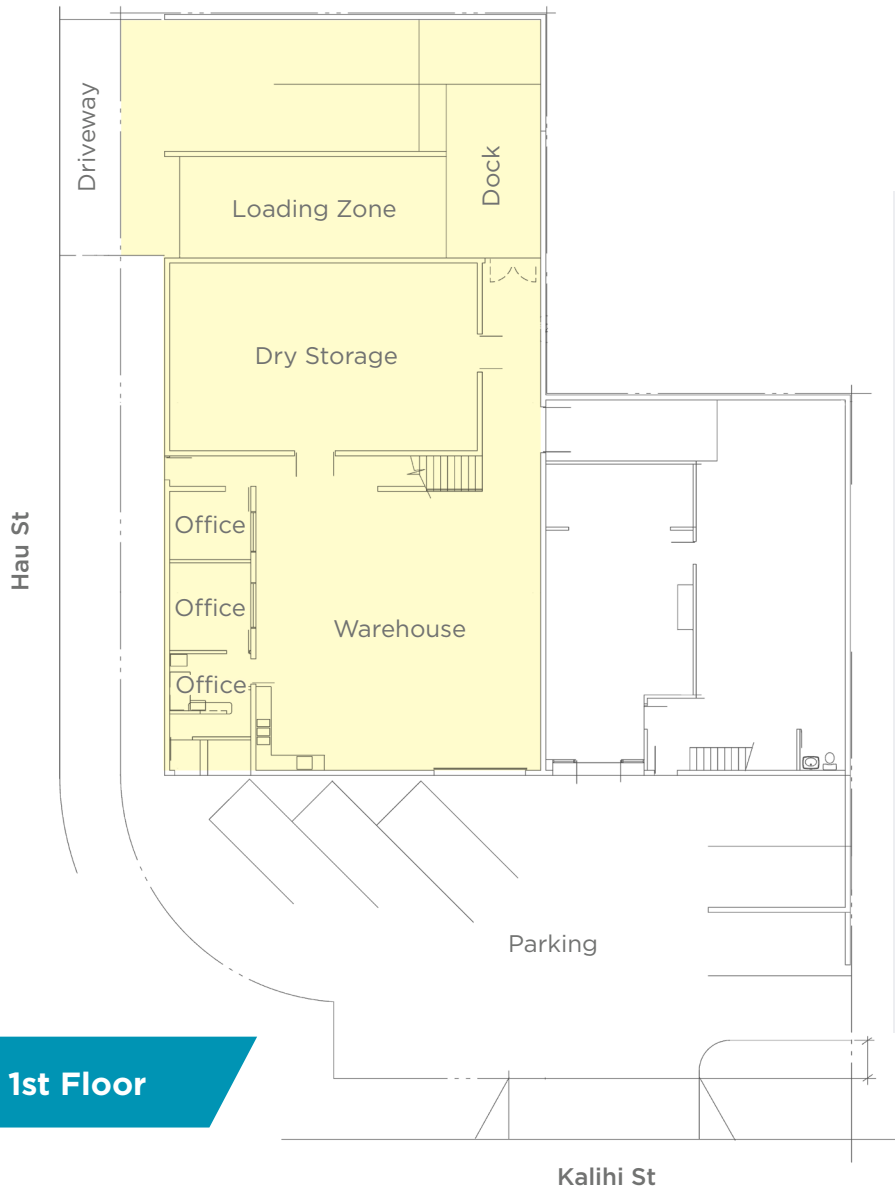 Driveway
Loading Zone
Dock
Dry Storage
Hau St
Office
Office
Warehouse
Office
Parking
1st Floor
Kalihi St